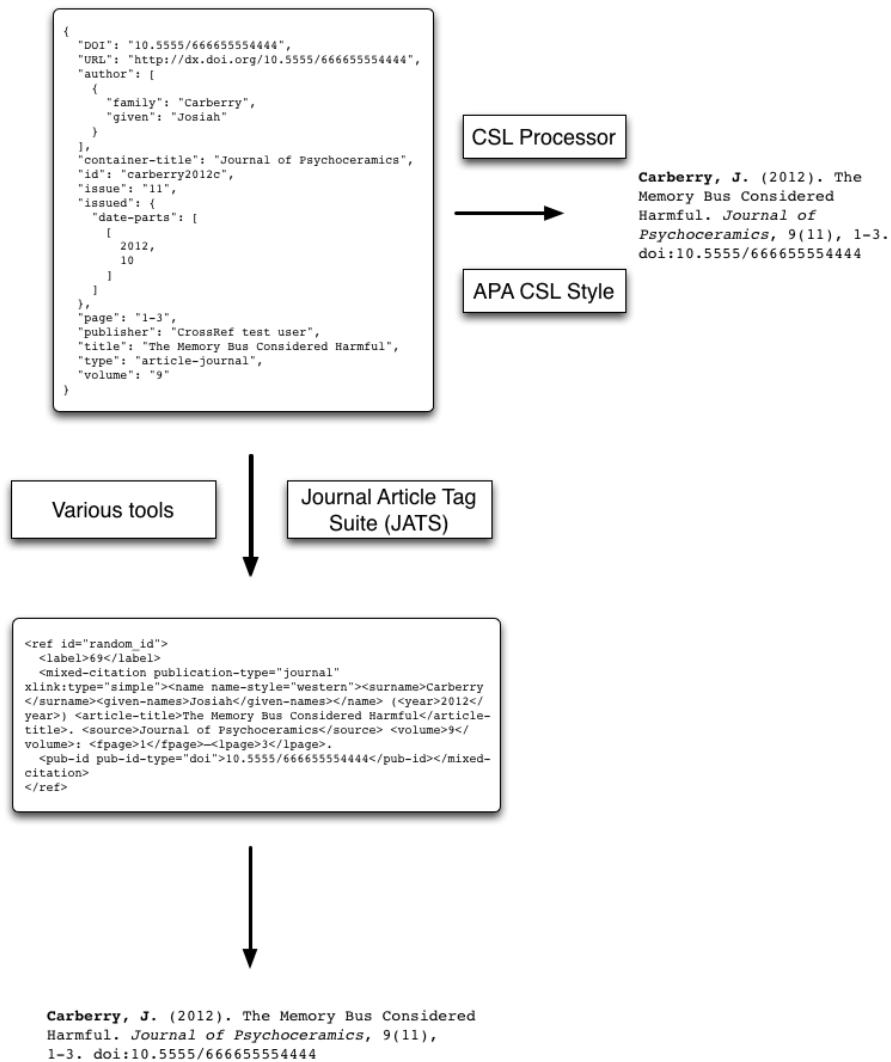 {
  "DOI": "10.5555/666655554444",
  "URL": "http://dx.doi.org/10.5555/666655554444",
  "author": [
    {
      "family": "Carberry",
      "given": "Josiah"
    }
  ],
  "container-title": "Journal of Psychoceramics",
  "id": "carberry2012c",
  "issue": "11",
  "issued": {
    "date-parts": [
      [
        2012,
        10
      ]
    ]
  },
  "page": "1-3",
  "publisher": "CrossRef test user",
  "title": "The Memory Bus Considered Harmful",
  "type": "article-journal",
  "volume": "9"
}
CSL Processor
APA CSL Style
Carberry, J. (2012). The
Memory Bus Considered
Harmful. Journal of
Psychoceramics, 9(11), 1-3.
doi:10.5555/666655554444
Various tools
Journal Article Tag
Suite (JATS)
<ref id="random_id">
  <label>69</label>
  <mixed-citation publication-type="journal"
xlink:type="simple"><name name-style="western"><surname>Carberry
</surname><given-names>Josiah</given-names></name> (<year>2012</
year>) <article-title>The Memory Bus Considered Harmful</article-
title>. <source>Journal of Psychoceramics</source> <volume>9</
volume>: <fpage>1</fpage>–<lpage>3</lpage>.
  <pub-id pub-id-type="doi">10.5555/666655554444</pub-id></mixed-
citation>
</ref>
Carberry, J. (2012). The Memory Bus Considered
Harmful. Journal of Psychoceramics, 9(11),
1-3. doi:10.5555/666655554444